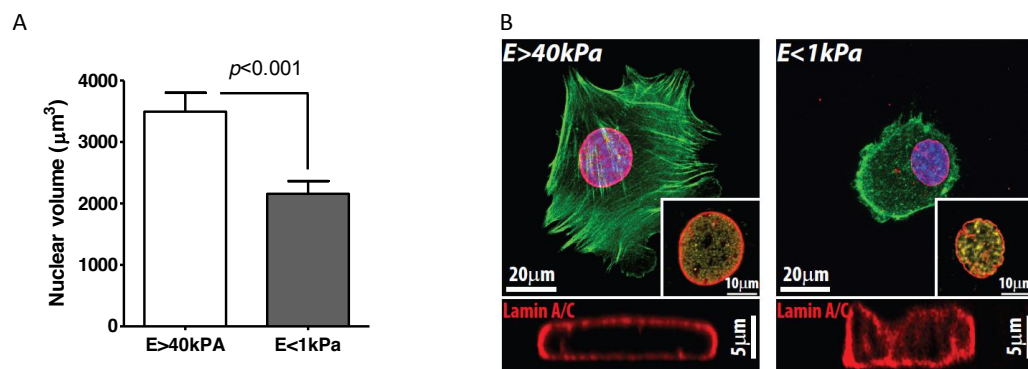 A
p<0.001
Nuclear volume (μm³)
4000
3000
2000
1000
0
E>40kPA
E<1kPa
B
E>40kPa
20μm
10μm
Lamin A/C
5μm
E<1kPa
20μm
10μm
Lamin A/C
5μm